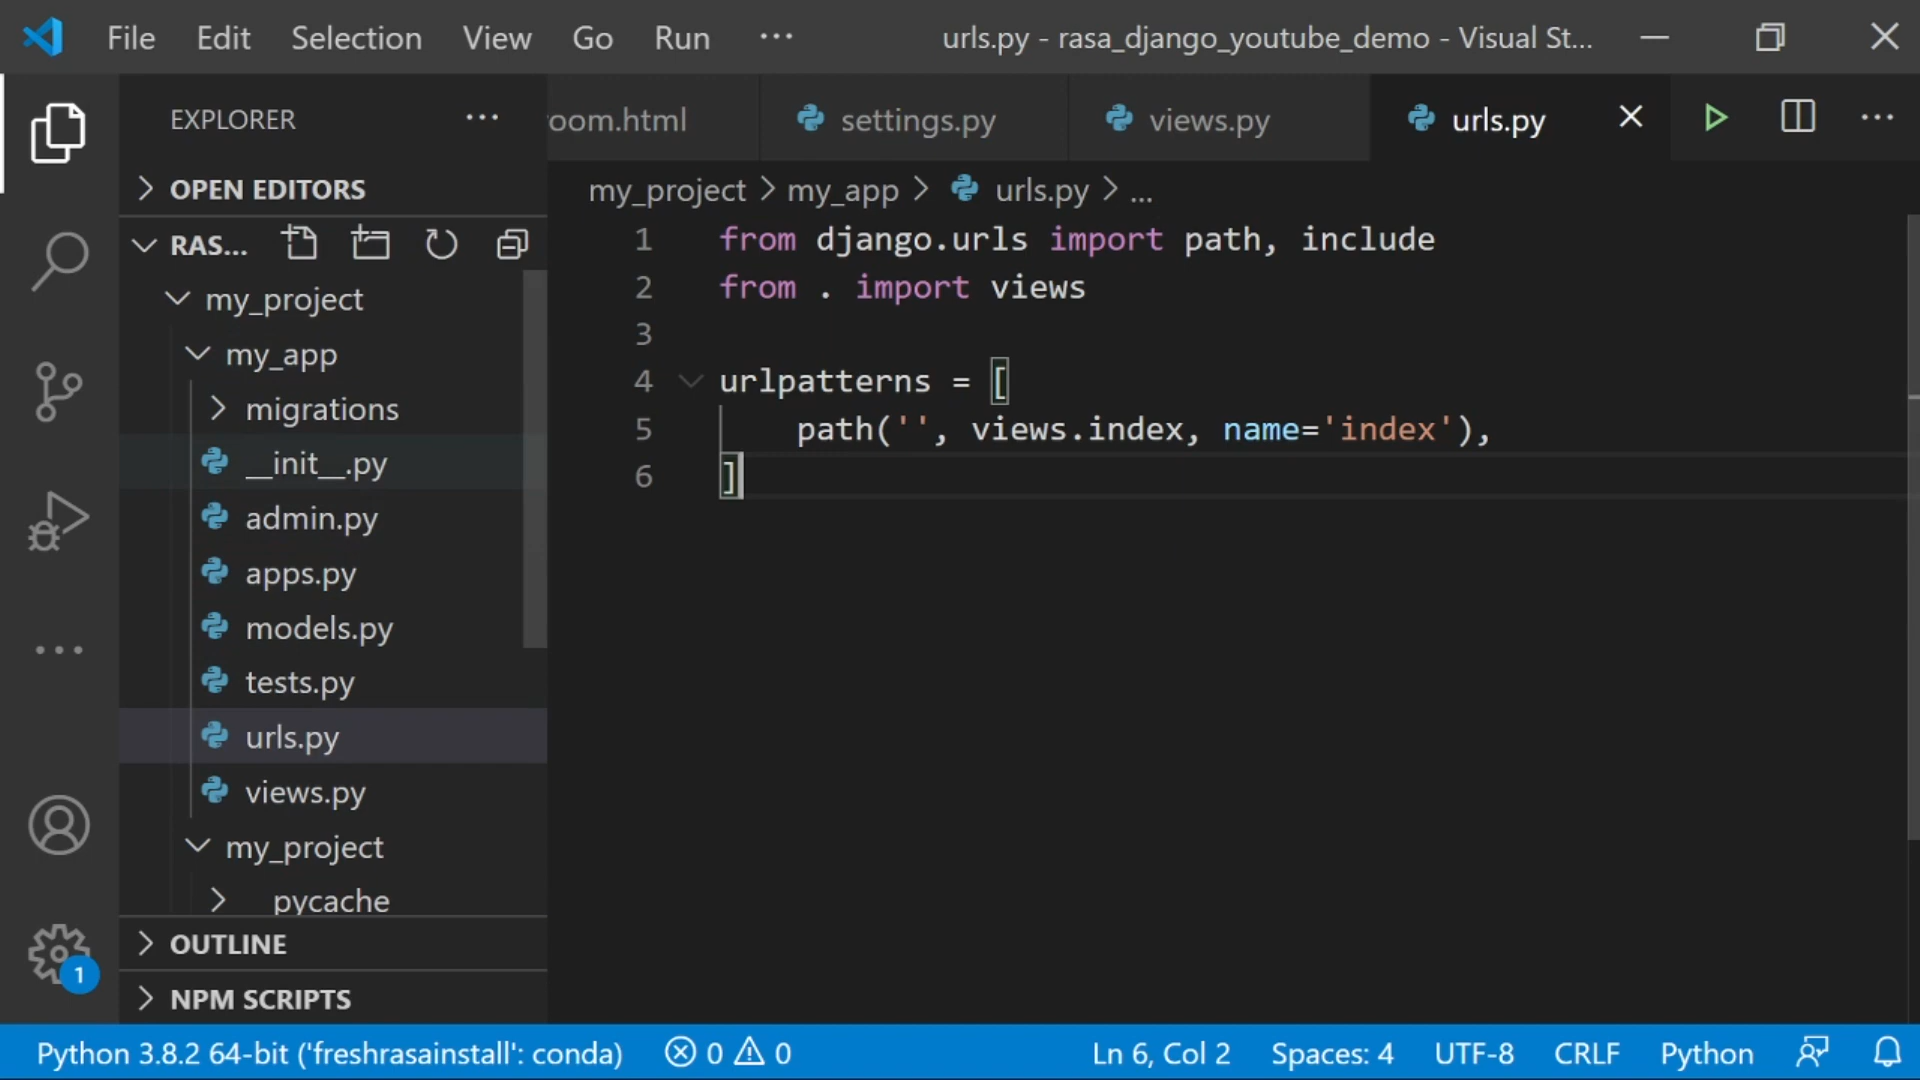 File Edit Selection View Go Run ··· urls.py - rasa_django_youtube_demo - Visual St...
EXPLORER ···
OPEN EDITORS
RAS...
my_project
my_app
migrations
__init__.py
admin.py
apps.py
models.py
tests.py
urls.py
views.py
my_project
pycache
OUTLINE
NPM SCRIPTS
1
oom.html settings.py views.py urls.py
my_project > my_app > urls.py > ...
1 from django.urls import path, include
2 from . import views
3
4 urlpatterns = [
5 path('', views.index, name='index'),
6 ]
Python 3.8.2 64-bit ('freshrasainstall': conda) 0 0 Ln 6, Col 2 Spaces: 4 UTF-8 CRLF Python